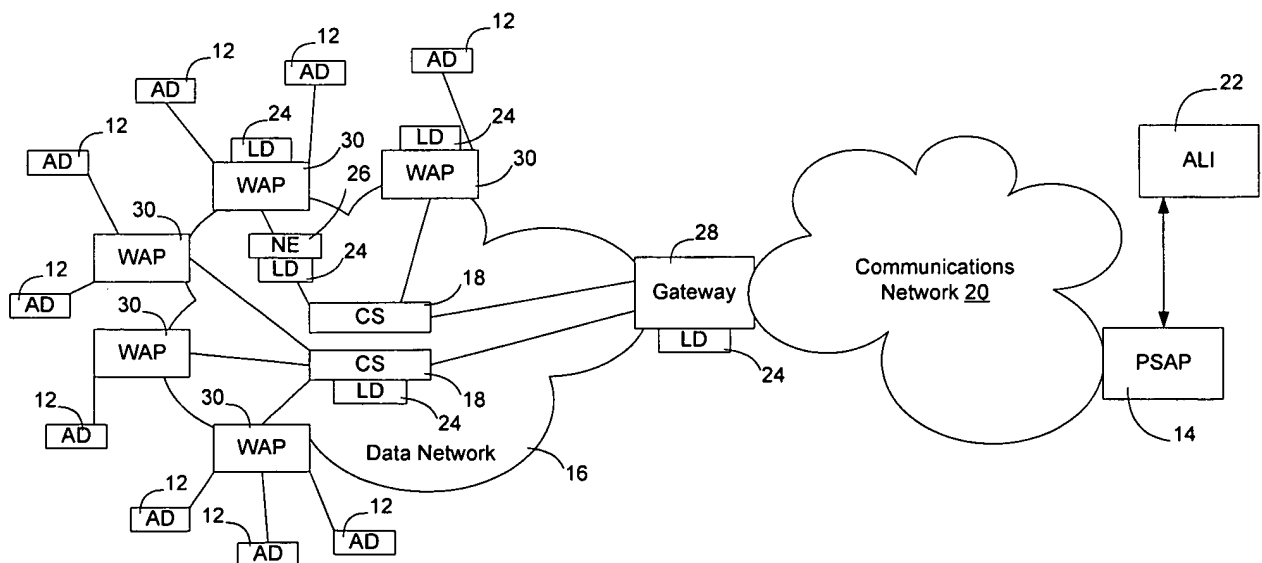 12
AD
12
AD
12
AD
12
AD
24
LD
30
WAP
24
LD
30
WAP
26
NE
LD
24
30
WAP
12
AD
30
WAP
12
AD
18
CS
CS
18
LD
24
30
WAP
12
AD
12
AD
12
AD
Data Network
16
28
Gateway
LD
24
Communications
Network 20
22
ALI
PSAP
14